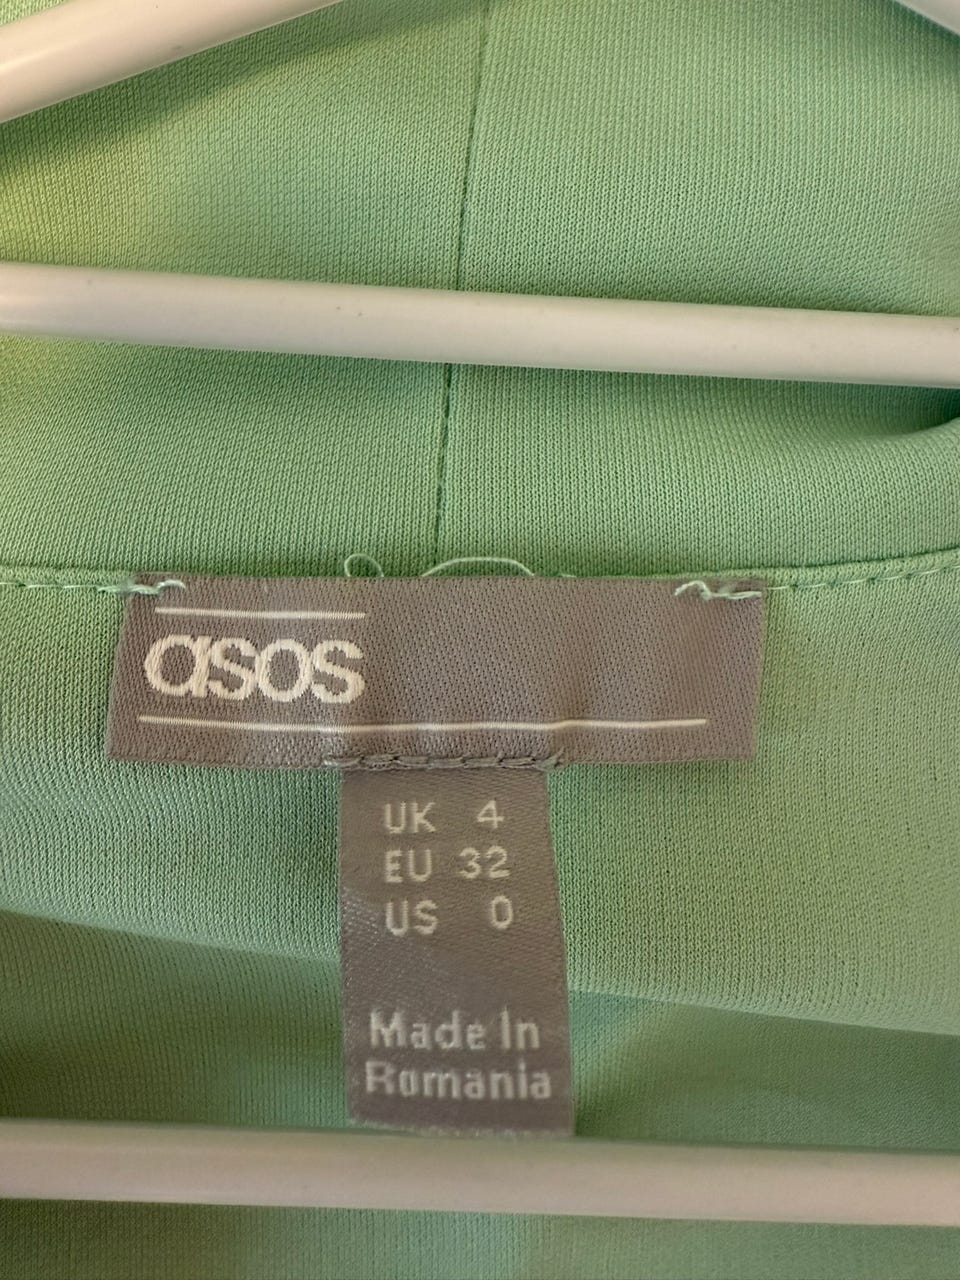 asos
UK 4
EU 32
US 0
Made In
Romania